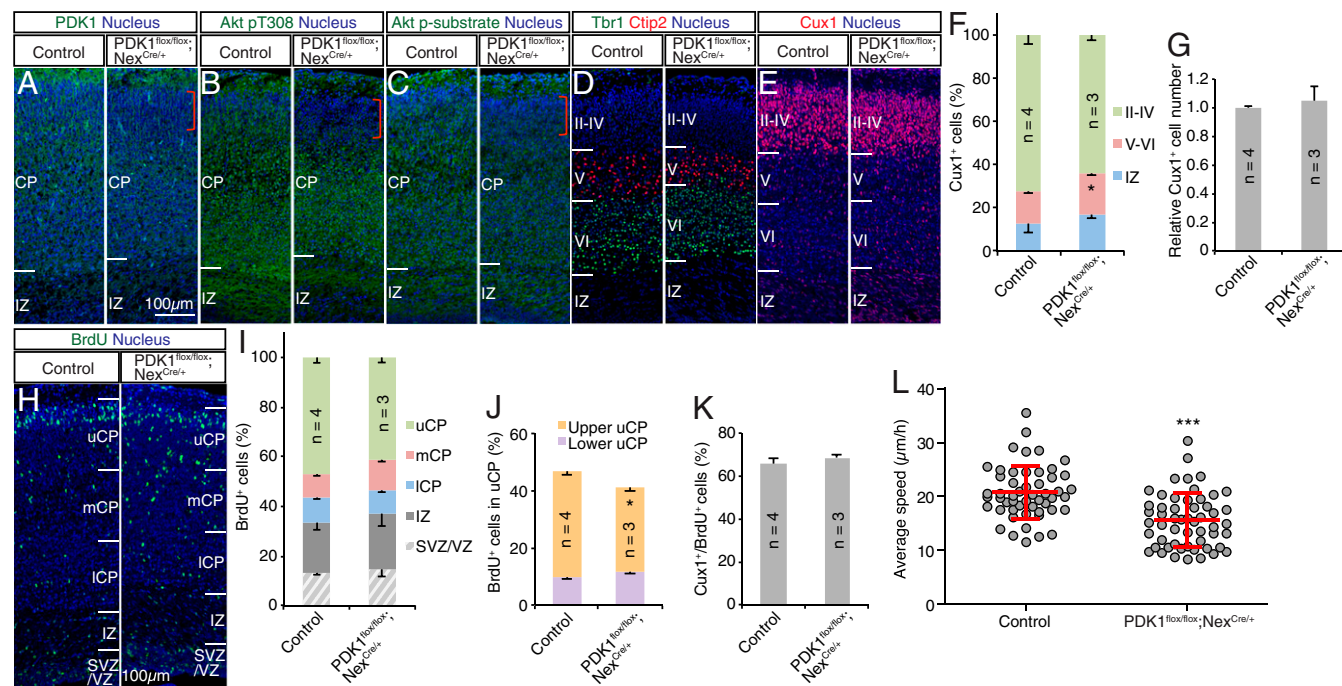 PDK1 Nucleus
Control
PDK1flox/flox;
NexCre/+
A
CP
IZ
CP
IZ
100µm
Akt pT308 Nucleus
Control
PDK1flox/flox;
NexCre/+
B
CP
IZ
CP
IZ
Akt p-substrate Nucleus
Control
PDK1flox/flox;
NexCre/+
C
CP
IZ
CP
IZ
Tbr1 Ctip2 Nucleus
Control
PDK1flox/flox;
NexCre/+
D
II-IV
V
VI
IZ
II-IV
V
VI
IZ
Cux1 Nucleus
Control
PDK1flox/flox;
NexCre/+
E
II-IV
V
VI
IZ
II-IV
V
VI
IZ
F
Cux1+ cells (%)
100
80
60
40
20
0
n = 4
n = 3
*
II-IV
V-VI
IZ
Control
PDK1flox/flox;
NexCre/+
G
Relative Cux1+ cell number
1.2
1.0
0.8
0.6
0.4
0.2
0
n = 4
n = 3
Control
PDK1flox/flox;
NexCre/+
BrdU Nucleus
Control
PDK1flox/flox;
NexCre/+
H
uCP
mCP
lCP
IZ
SVZ
/VZ
uCP
mCP
lCP
IZ
SVZ
/VZ
100µm
I
BrdU+ cells (%)
100
80
60
40
20
0
n = 4
n = 3
uCP
mCP
lCP
IZ
SVZ/VZ
Control
PDK1flox/flox;
NexCre/+
J
BrdU+ cells in uCP (%)
60
40
20
0
Upper uCP
Lower uCP
n = 4
n = 3
*
Control
PDK1flox/flox;
NexCre/+
K
Cux1+/BrdU+ cells (%)
80
60
40
20
0
n = 4
n = 3
Control
PDK1flox/flox;
NexCre/+
L
Average speed (µm/h)
40
30
20
10
0
***
Control
PDK1flox/flox;NexCre/+